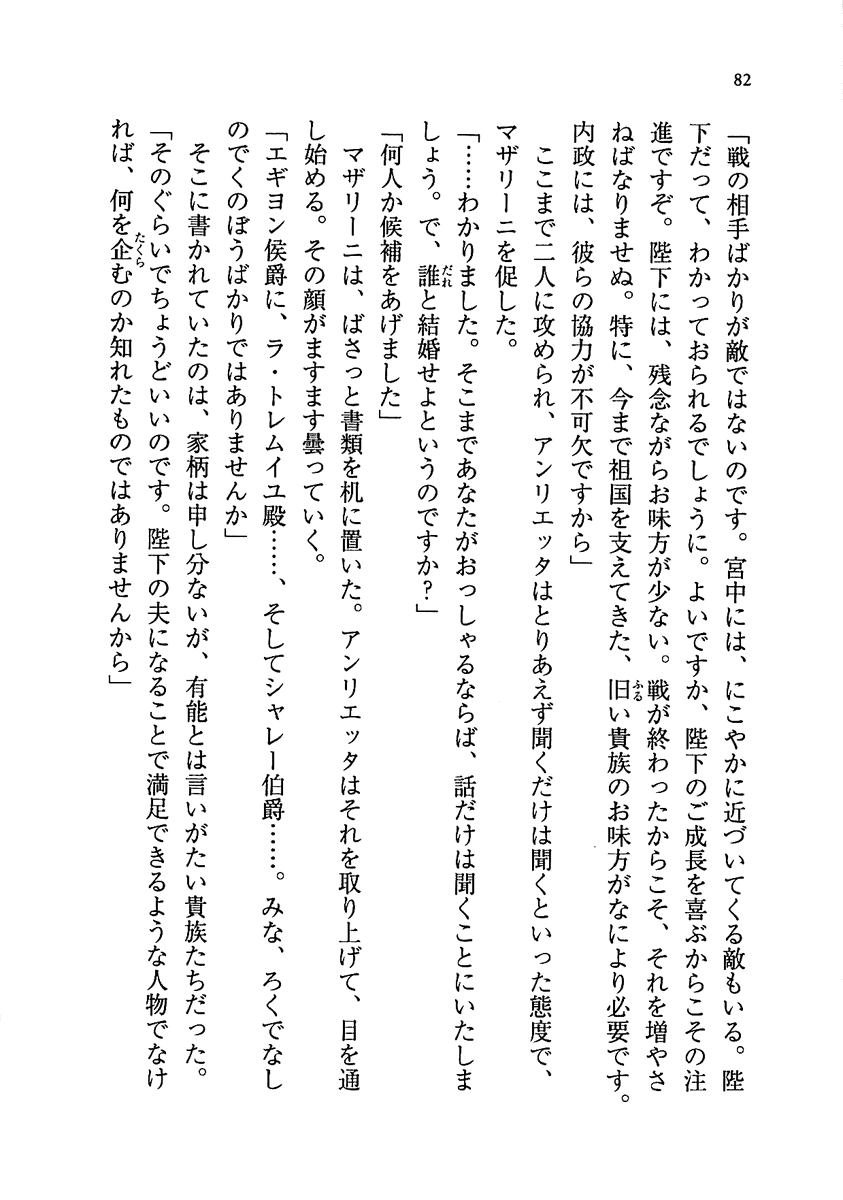 82
「戦の相手ばかりが敵ではないのです。宮中には、にこやかに近づいてくる敵もいる。陛
下だって、わかっておられるでしょうに。よいですか、陛下のご成長を喜ぶからこその注
進ですぞ。陛下には、残念ながらお味方が少ない。戦が終わったからこそ、それを増やさ
ねばなりませぬ。特に、今まで祖国を支えてきた、旧い貴族のお味方がなにより必要です。
内政には、彼らの協力が不可欠ですから」
ここまで二人に攻められ、アンリエッタはとりあえず聞くだけは聞くといった態度で、
マザリーニを促した。
「……わかりました。そこまであなたがおっしゃるならば、話だけは聞くことにいたしま
しょう。で、誰と結婚せよというのですか？」
「何人か候補をあげました」
マザリーニは、ばさっと書類を机に置いた。アンリエッタはそれを取り上げて、目を通
し始める。その顔がますます曇っていく。
「エギヨン侯爵に、ラ・トレムイユ殿……、そしてシャレー伯爵……。みな、ろくでなし
のでくのぼうばかりではありませんか」
そこに書かれていたのは、家柄は申し分ないが、有能とは言いがたい貴族たちだった。
「そのぐらいでちょうどいいのです。陛下の夫になることで満足できるような人物でなけ
れば、何を企むのか知れたものではありませんから」